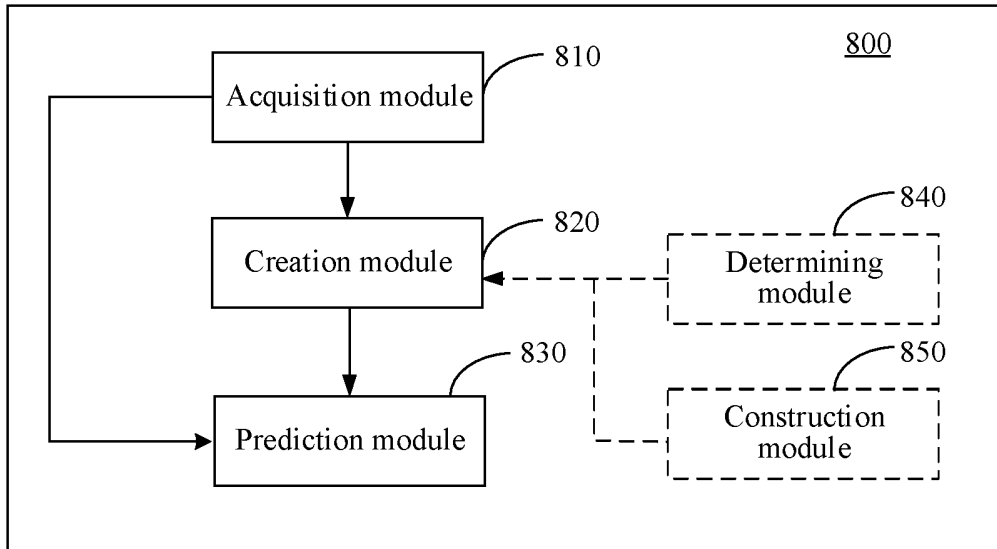 800
810
Acquisition module
820
Creation module
840
Determining
module
830
Prediction module
850
Construction
module